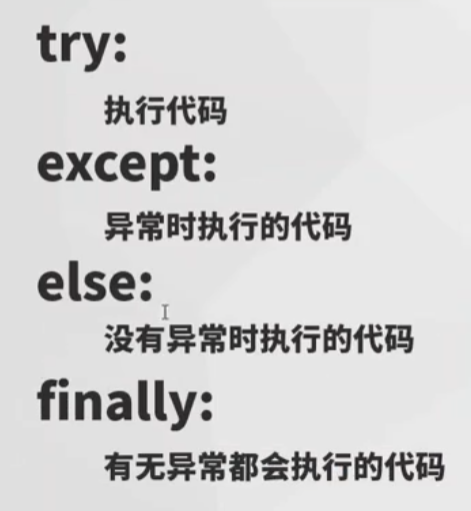 try:
执行代码
except:
异常时执行的代码
else:
没有异常时执行的代码
finally:
有无异常都会执行的代码